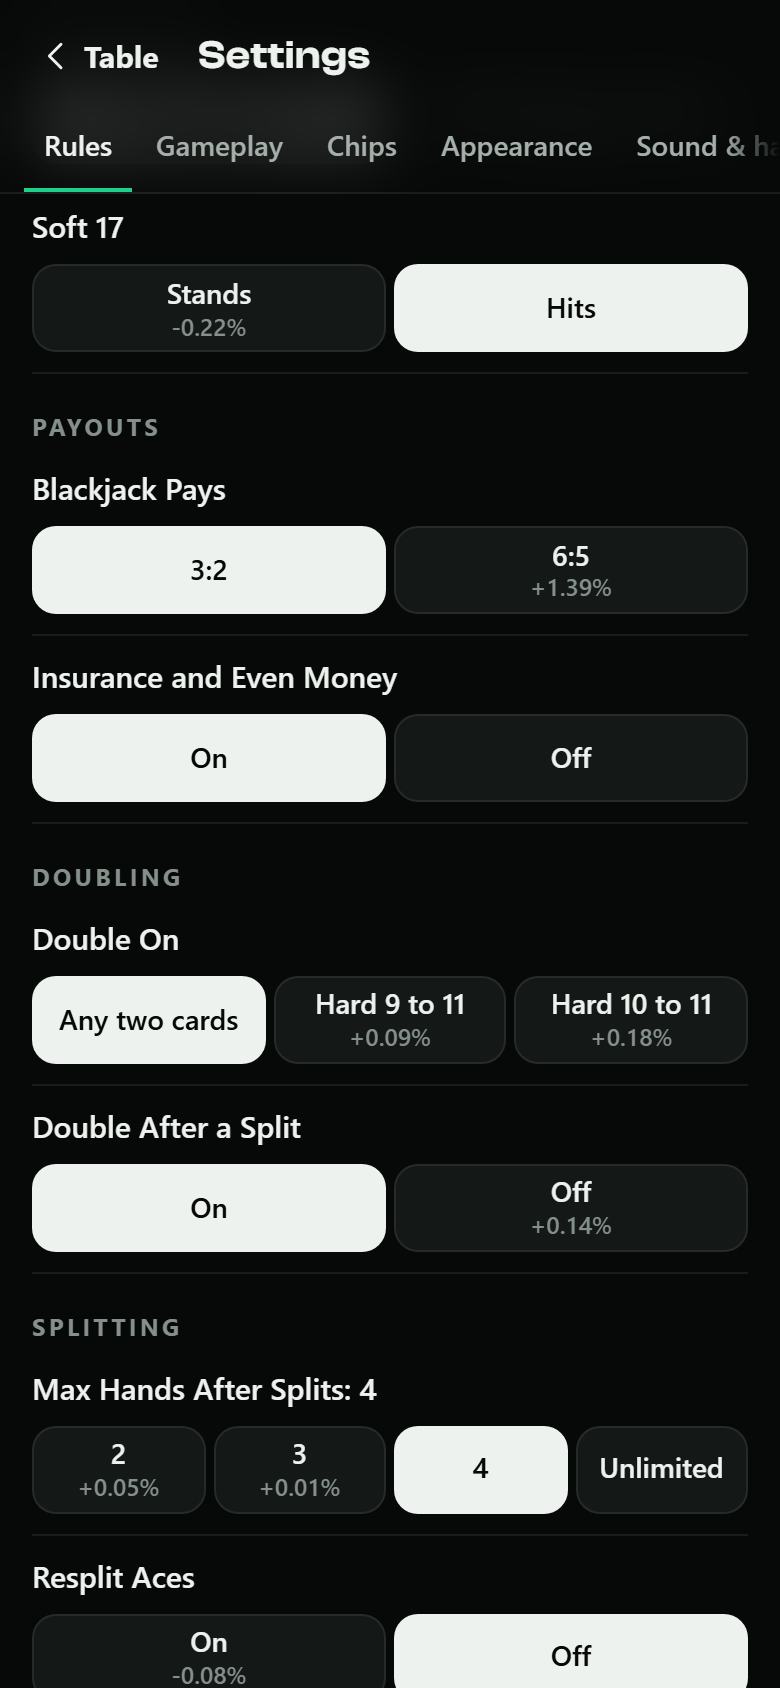 Table Settings
Rules Gameplay Chips Appearance Sound & ha
Soft 17
Stands Hits
-0.22%
PAYOUTS
Blackjack Pays
3:2 6:5
+1.39%
Insurance and Even Money
On Off
DOUBLING
Double On
Any two cards Hard 9 to 11 Hard 10 to 11
+0.09% +0.18%
Double After a Split
On Off
+0.14%
SPLITTING
Max Hands After Splits: 4
2 3 4 Unlimited
+0.05% +0.01%
Resplit Aces
On Off
-0.08%